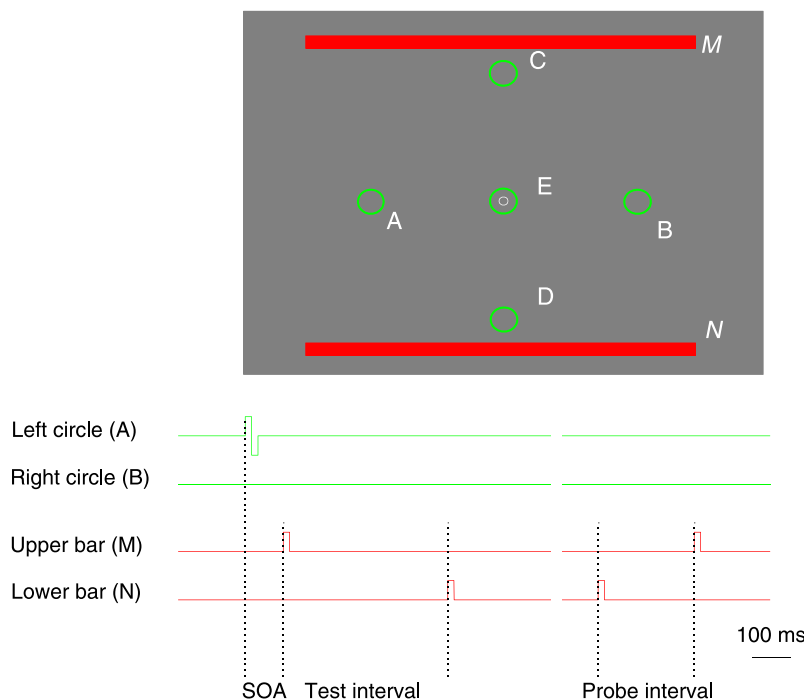 M
C
E
A
B
D
N
Left circle (A)
Right circle (B)
Upper bar (M)
Lower bar (N)
100 ms
SOA Test interval Probe interval